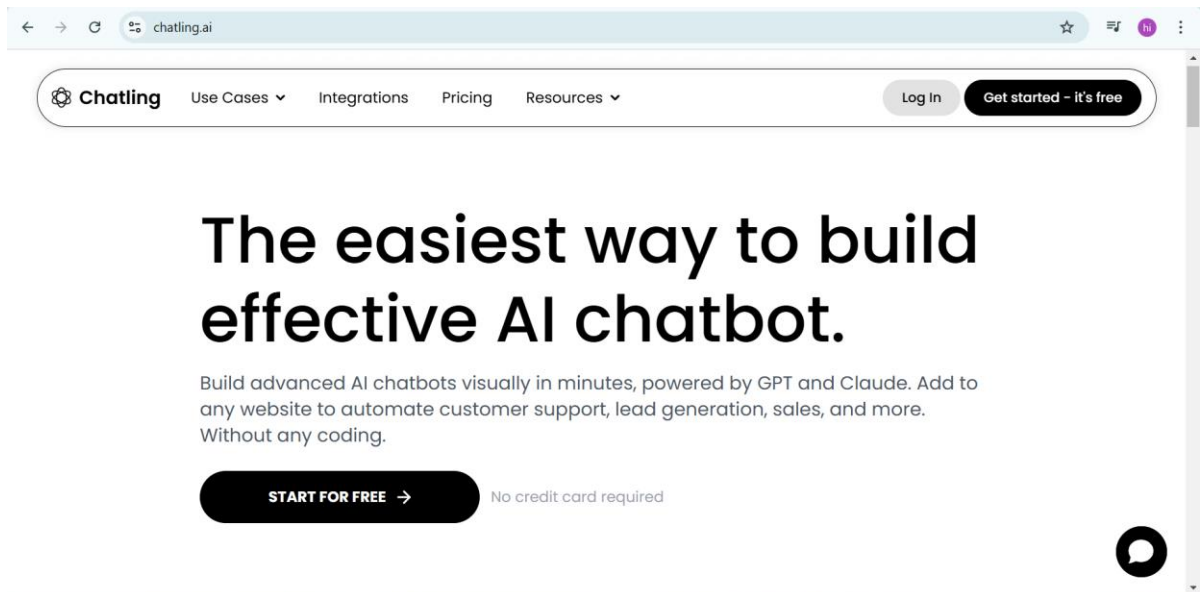 chatling.ai
hi
Chatling Use Cases Integrations Pricing Resources Log In Get started - it's free
The easiest way to build
effective AI chatbot.
Build advanced AI chatbots visually in minutes, powered by GPT and Claude. Add to
any website to automate customer support, lead generation, sales, and more.
Without any coding.
START FOR FREE → No credit card required